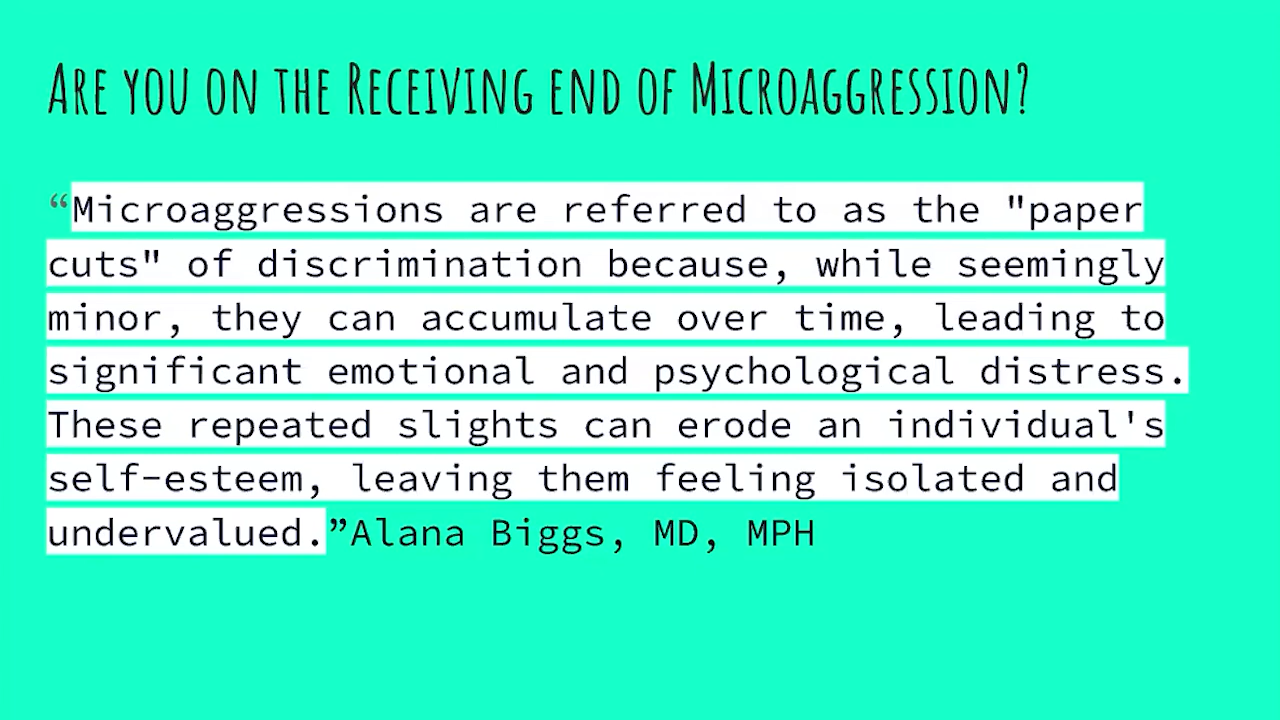 Are you on the Receiving end of Microaggression?
“Microaggressions are referred to as the "paper
cuts" of discrimination because, while seemingly
minor, they can accumulate over time, leading to
significant emotional and psychological distress.
These repeated slights can erode an individual's
self-esteem, leaving them feeling isolated and
undervalued.”Alana Biggs, MD, MPH